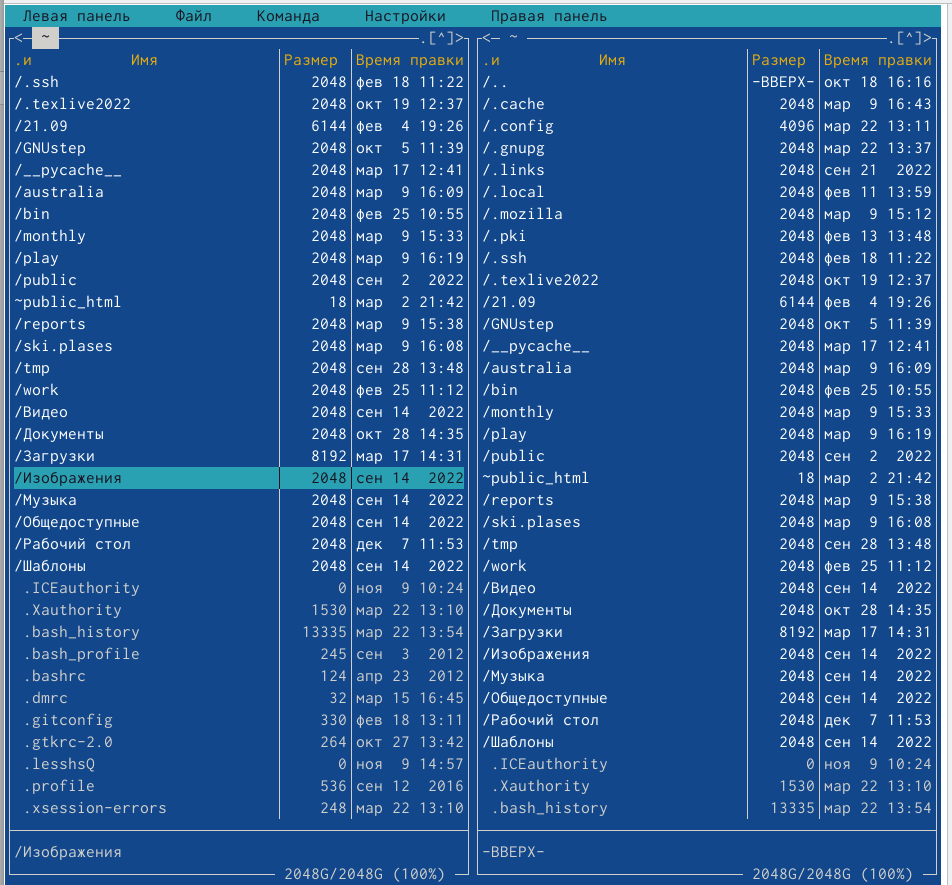 Левая панель Файл Команда Настройки Правая панель
<─ ~ .[^]>
.и Имя Размер Время правки
/.ssh 2048 фев 18 11:22
/.texlive2022 2048 окт 19 12:37
/21.09 6144 фев 4 19:26
/GNUstep 2048 окт 5 11:39
/__pycache__ 2048 мар 17 12:41
/australia 2048 мар 9 16:09
/bin 2048 фев 25 10:55
/monthly 2048 мар 9 15:33
/play 2048 мар 9 16:19
/public 2048 сен 2 2022
~public_html 18 мар 2 21:42
/reports 2048 мар 9 15:38
/ski.plases 2048 мар 9 16:08
/tmp 2048 сен 28 13:48
/work 2048 фев 25 11:12
/Видео 2048 сен 14 2022
/Документы 2048 окт 28 14:35
/Загрузки 8192 мар 17 14:31
/Изображения 2048 сен 14 2022
/Музыка 2048 сен 14 2022
/Общедоступные 2048 сен 14 2022
/Рабочий стол 2048 дек 7 11:53
/Шаблоны 2048 сен 14 2022
.ICEauthority 0 ноя 9 10:24
.Xauthority 1530 мар 22 13:10
.bash_history 13335 мар 22 13:54
.bash_profile 245 сен 3 2012
.bashrc 124 апр 23 2012
.dmrc 32 мар 15 16:45
.gitconfig 330 фев 18 13:11
.gtkrc-2.0 264 окт 27 13:42
.lesshsQ 0 ноя 9 14:57
.profile 536 сен 12 2016
.xsession-errors 248 мар 22 13:10
/Изображения
2048G/2048G (100%)
<─ ~ .[^]>
.и Имя Размер Время правки
/.. -ВВЕРХ- окт 18 16:16
/.cache 2048 мар 9 16:43
/.config 4096 мар 22 13:11
/.gnupg 2048 мар 22 13:37
/.links 2048 сен 21 2022
/.local 2048 фев 11 13:59
/.mozilla 2048 мар 9 15:12
/.pki 2048 фев 13 13:48
/.ssh 2048 фев 18 11:22
/.texlive2022 2048 окт 19 12:37
/21.09 6144 фев 4 19:26
/GNUstep 2048 окт 5 11:39
/__pycache__ 2048 мар 17 12:41
/australia 2048 мар 9 16:09
/bin 2048 фев 25 10:55
/monthly 2048 мар 9 15:33
/play 2048 мар 9 16:19
/public 2048 сен 2 2022
~public_html 18 мар 2 21:42
/reports 2048 мар 9 15:38
/ski.plases 2048 мар 9 16:08
/tmp 2048 сен 28 13:48
/work 2048 фев 25 11:12
/Видео 2048 сен 14 2022
/Документы 2048 окт 28 14:35
/Загрузки 8192 мар 17 14:31
/Изображения 2048 сен 14 2022
/Музыка 2048 сен 14 2022
/Общедоступные 2048 сен 14 2022
/Рабочий стол 2048 дек 7 11:53
/Шаблоны 2048 сен 14 2022
.ICEauthority 0 ноя 9 10:24
.Xauthority 1530 мар 22 13:10
.bash_history 13335 мар 22 13:54
-ВВЕРХ-
2048G/2048G (100%)